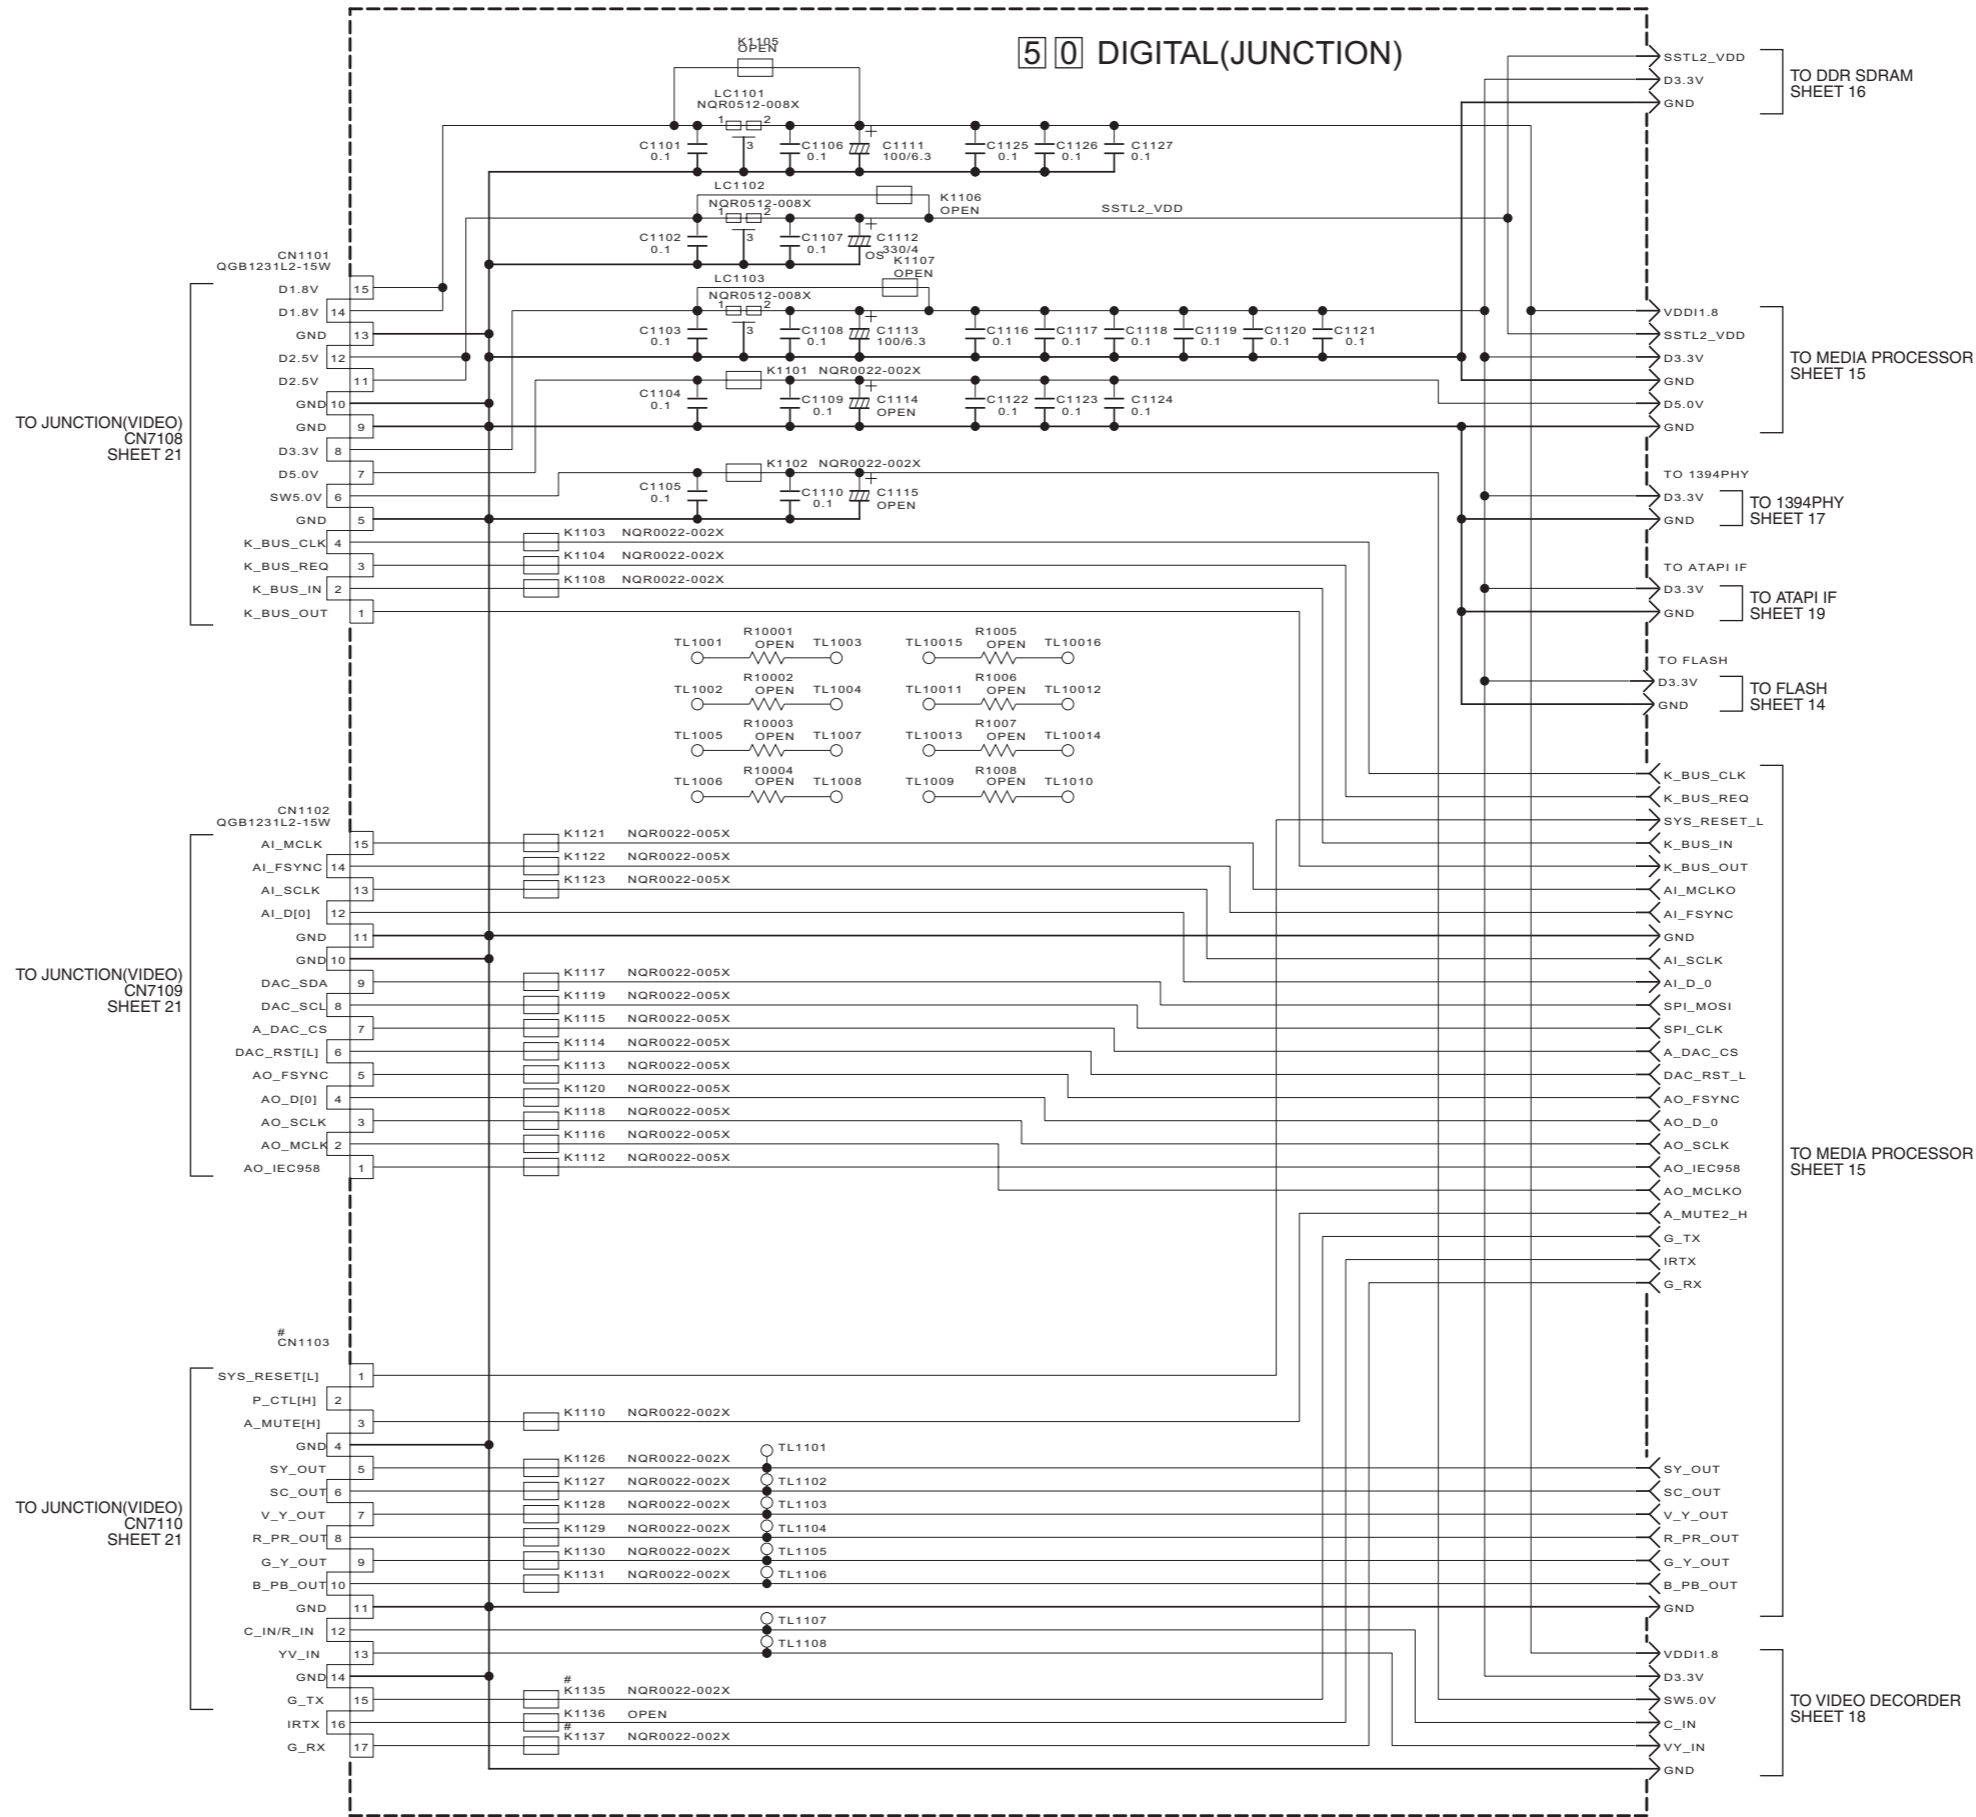 5 0 DIGITAL(JUNCTION)
K1105
OPEN
LC1101
NQR0512-008X
1
2
3
C1101
0.1
C1106
0.1
+
C1111
100/6.3
C1125
0.1
C1126
0.1
C1127
0.1
LC1102
NQR0512-008X
1
2
3
K1106
OPEN
SSTL2_VDD
C1102
0.1
C1107
0.1
+
C1112
330/4
OS
K1107
OPEN
LC1103
NQR0512-008X
1
2
3
C1103
0.1
C1108
0.1
+
C1113
100/6.3
C1116
0.1
C1117
0.1
C1118
0.1
C1119
0.1
C1120
0.1
C1121
0.1
K1101 NQR0022-002X
C1104
0.1
C1109
0.1
+
C1114
OPEN
C1122
0.1
C1123
0.1
C1124
0.1
K1102 NQR0022-002X
C1105
0.1
C1110
0.1
+
C1115
OPEN
K1103 NQR0022-002X
K1104 NQR0022-002X
K1108 NQR0022-002X
CN1101
QGB1231L2-15W
D1.8V 15
D1.8V 14
GND 13
D2.5V 12
D2.5V 11
GND 10
GND 9
D3.3V 8
D5.0V 7
SW5.0V 6
GND 5
K_BUS_CLK 4
K_BUS_REQ 3
K_BUS_IN 2
K_BUS_OUT 1
TO JUNCTION(VIDEO)
CN7108
SHEET 21
TL1001 R10001 OPEN TL1003
TL10015 R1005 OPEN TL10016
TL1002 R10002 OPEN TL1004
TL10011 R1006 OPEN TL10012
TL1005 R10003 OPEN TL1007
TL10013 R1007 OPEN TL10014
TL1006 R10004 OPEN TL1008
TL1009 R1008 OPEN TL1010
CN1102
QGB1231L2-15W
AI_MCLK 15
AI_FSYNC 14
AI_SCLK 13
AI_D[0] 12
GND 11
GND 10
DAC_SDA 9
DAC_SCL 8
A_DAC_CS 7
DAC_RST[L] 6
AO_FSYNC 5
AO_D[0] 4
AO_SCLK 3
AO_MCLK 2
AO_IEC958 1
TO JUNCTION(VIDEO)
CN7109
SHEET 21
K1121 NQR0022-005X
K1122 NQR0022-005X
K1123 NQR0022-005X
K1117 NQR0022-005X
K1119 NQR0022-005X
K1115 NQR0022-005X
K1114 NQR0022-005X
K1113 NQR0022-005X
K1120 NQR0022-005X
K1118 NQR0022-005X
K1116 NQR0022-005X
K1112 NQR0022-005X
#
CN1103
SYS_RESET[L] 1
P_CTL[H] 2
A_MUTE[H] 3
GND 4
SY_OUT 5
SC_OUT 6
V_Y_OUT 7
R_PR_OUT 8
G_Y_OUT 9
B_PB_OUT 10
GND 11
C_IN/R_IN 12
YV_IN 13
GND 14
G_TX 15
IRTX 16
G_RX 17
TO JUNCTION(VIDEO)
CN7110
SHEET 21
K1110 NQR0022-002X
K1126 NQR0022-002X
TL1101
K1127 NQR0022-002X
TL1102
K1128 NQR0022-002X
TL1103
K1129 NQR0022-002X
TL1104
K1130 NQR0022-002X
TL1105
K1131 NQR0022-002X
TL1106
TL1107
TL1108
#
K1135 NQR0022-002X
K1136 OPEN
#
K1137 NQR0022-002X
SSTL2_VDD
D3.3V
GND
TO DDR SDRAM
SHEET 16
VDDI1.8
SSTL2_VDD
D3.3V
GND
D5.0V
GND
TO MEDIA PROCESSOR
SHEET 15
TO 1394PHY
D3.3V
GND
TO 1394PHY
SHEET 17
TO ATAPI IF
D3.3V
GND
TO ATAPI IF
SHEET 19
TO FLASH
D3.3V
GND
TO FLASH
SHEET 14
K_BUS_CLK
K_BUS_REQ
SYS_RESET_L
K_BUS_IN
K_BUS_OUT
AI_MCLKO
AI_FSYNC
GND
AI_SCLK
AI_D_0
SPI_MOSI
SPI_CLK
A_DAC_CS
DAC_RST_L
AO_FSYNC
AO_D_0
AO_SCLK
AO_IEC958
AO_MCLKO
A_MUTE2_H
G_TX
IRTX
G_RX
SY_OUT
SC_OUT
V_Y_OUT
R_PR_OUT
G_Y_OUT
B_PB_OUT
GND
TO MEDIA PROCESSOR
SHEET 15
VDDI1.8
D3.3V
SW5.0V
C_IN
VY_IN
GND
TO VIDEO DECORDER
SHEET 18